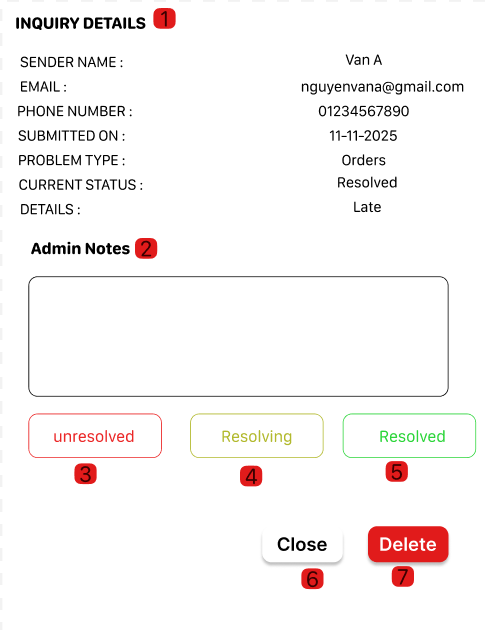 INQUIRY DETAILS 1
SENDER NAME : Van A
EMAIL : nguyenvana@gmail.com
PHONE NUMBER : 01234567890
SUBMITTED ON : 11-11-2025
PROBLEM TYPE : Orders
CURRENT STATUS : Resolved
DETAILS : Late
Admin Notes 2
unresolved Resolving Resolved
3 4 5
Close Delete
6 7